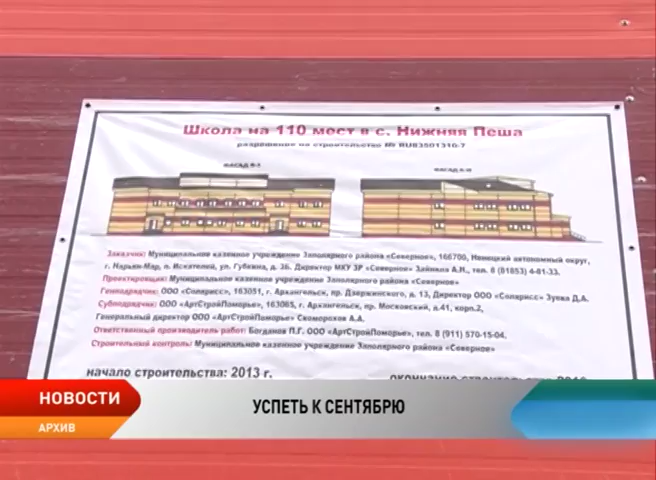 Школа на 110 мест в с. Нижняя Пеша
разрешение на строительство № RU83501310-7
Заказчик: Муниципальное казенное учреждение Заполярного района «Северное», 166700, Ненецкий автономный округ,
г. Нарьян-Мар, п. Искателей, ул. Губкина, д. 3Б. Директор МКУ ЗР «Северное» Зайнала А.Н., тел. 8 (81853) 4-81-33.
Проектировщик: Муниципальное казенное учреждение Заполярного района «Северное»
Генподрядчик: ООО «Солярисс», 163051, г. Архангельск, пр. Дзержинского, д. 13, Директор ООО «Солярисс» Зуева Д.А.
Субподрядчик: ООО «АртСтройПоморье», 163065, г. Архангельск, пр. Московский, д.41, корп.2,
Генеральный директор ООО «АртСтройПоморье» Скоморохов А.А.
Ответственный производитель работ: Богданов П.Г. ООО «АртСтройПоморье», тел. 8 (911) 570-15-04.
Строительный контроль: Муниципальное казенное учреждение Заполярного района «Северное»
начало строительства: 2013 г.
НОВОСТИ
УСПЕТЬ К СЕНТЯБРЮ
АРХИВ